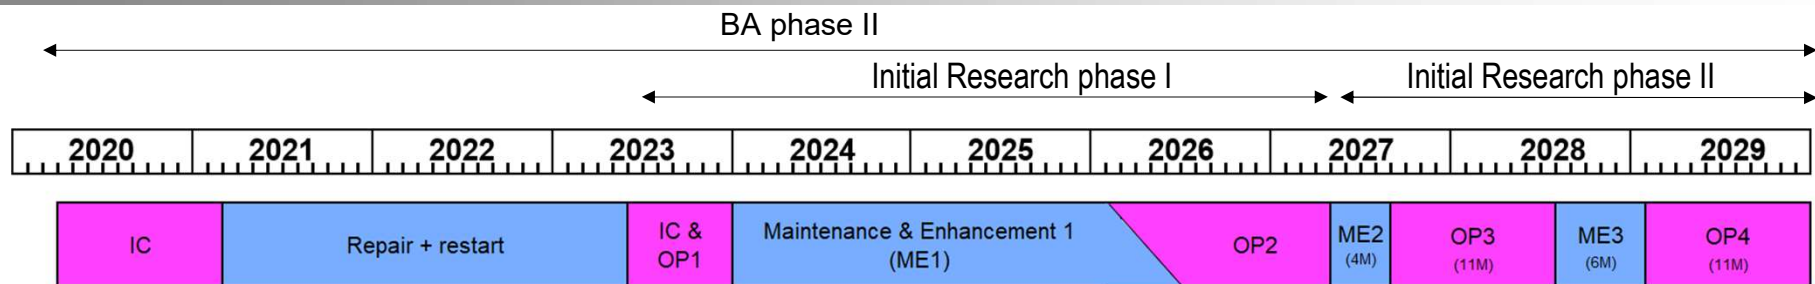 BA phase II
Initial Research phase I
Initial Research phase II
2020 2021 2022 2023 2024 2025 2026 2027 2028 2029
IC
Repair + restart
IC &
OP1
Maintenance & Enhancement 1
(ME1)
OP2
ME2
(4M)
OP3
(11M)
ME3
(6M)
OP4
(11M)